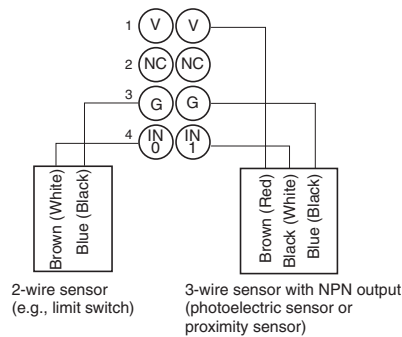 1 V V
2 NC NC
3 G G
4 IN 0 IN 1
Brown (White)
Blue (Black)
Brown (Red)
Black (White)
Blue (Black)
2-wire sensor
(e.g., limit switch)
3-wire sensor with NPN output
(photoelectric sensor or
proximity sensor)